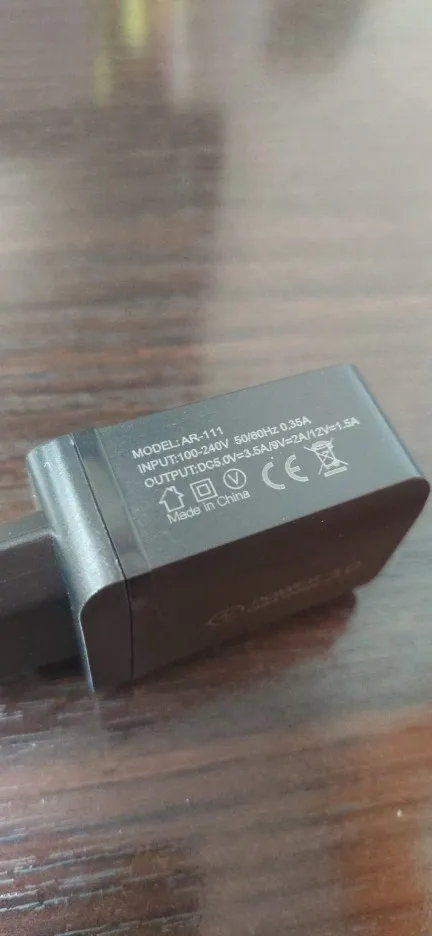 MODEL:AR-111
INPUT:100-240V 50/60Hz 0.35A
OUTPUT:DC5.0V=3.5A/9V=2A/12V=1.5A
V CE
Made in China